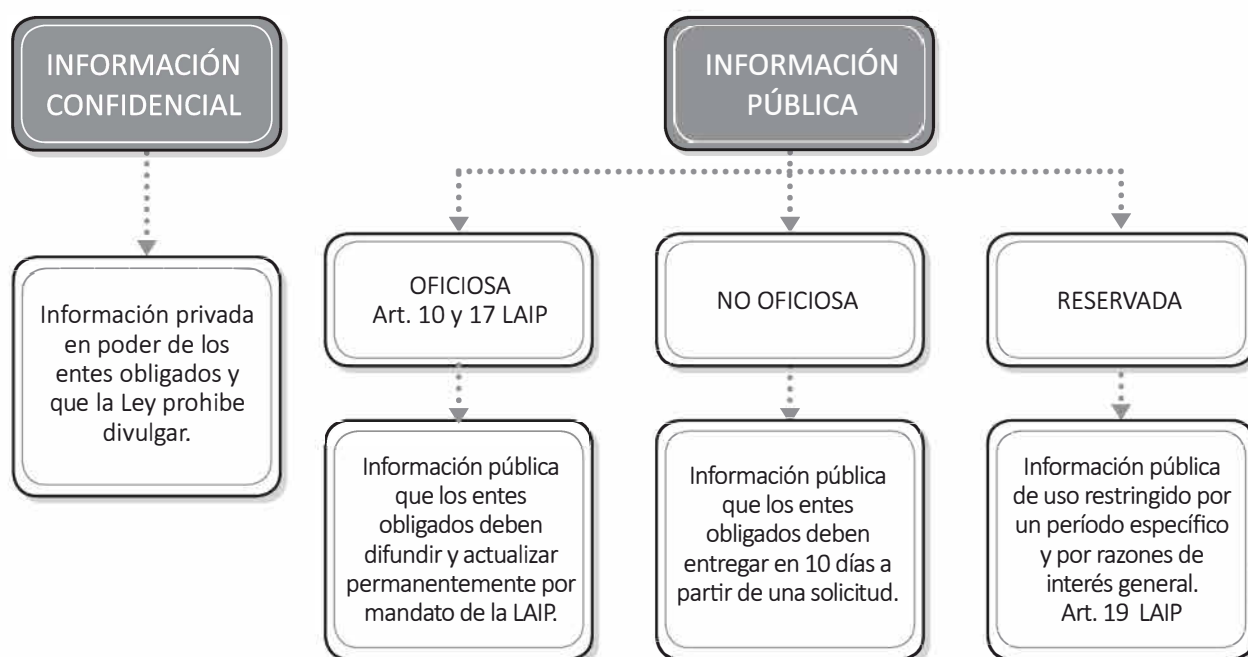 INFORMACIÓN
CONFIDENCIAL
Información privada
en poder de los
entes obligados y
que la Ley prohibe
divulgar.
INFORMACIÓN
PÚBLICA
OFICIOSA
Art. 10 y 17 LAIP
Información pública
que los entes
obligados deben
difundir y actualizar
permanentemente por
mandato de la LAIP.
NO OFICIOSA
Información pública
que los entes
obligados deben
entregar en 10 días a
partir de una solicitud.
RESERVADA
Información pública
de uso restringido por
un período específico
y por razones de
interés general.
Art. 19 LAIP